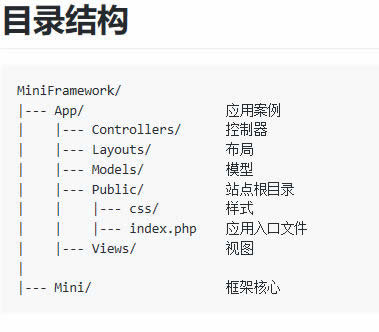 目录结构
MiniFramework/
|--- App/                   应用案例
|    |--- Controllers/      控制器
|    |--- Layouts/          布局
|    |--- Models/           模型
|    |--- Public/           站点根目录
|    |    |--- css/         样式
|    |    |--- index.php    应用入口文件
|    |--- Views/            视图
|
|--- Mini/                  框架核心